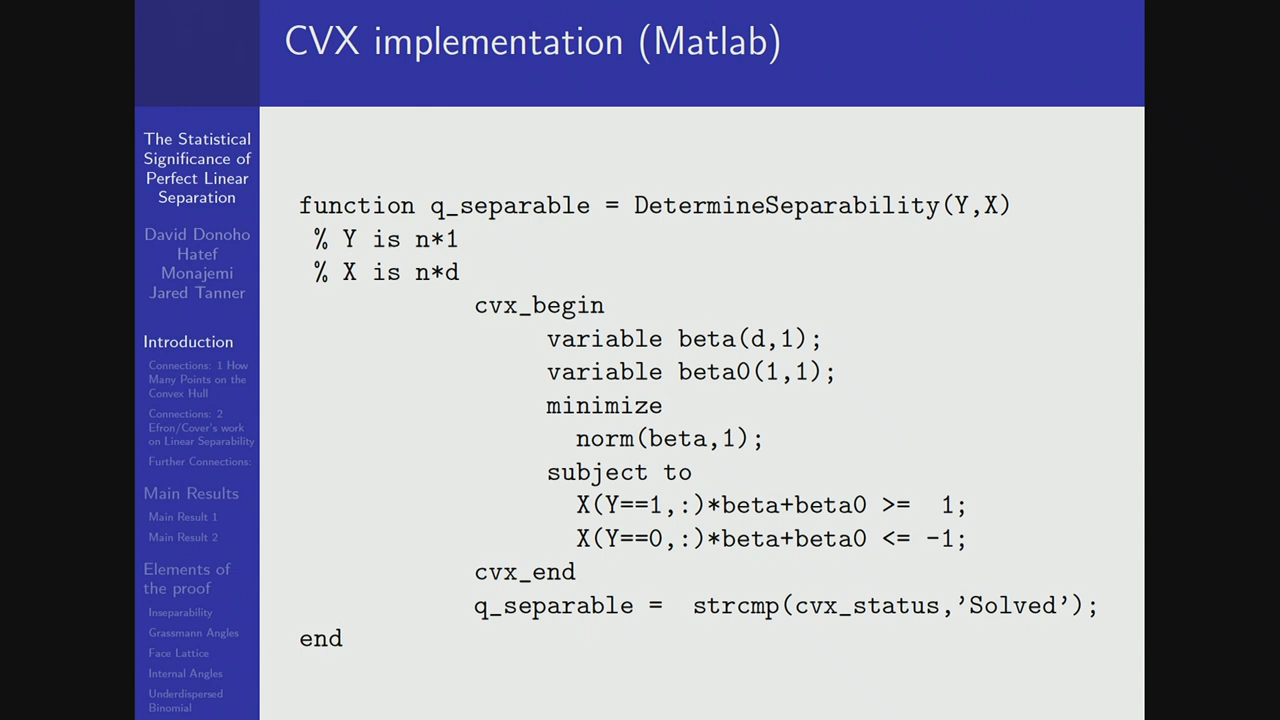 CVX implementation (Matlab)
The Statistical
Significance of
Perfect Linear
Separation
David Donoho
Hatef
Monajemi
Jared Tanner
Introduction
Connections: 1 How
Many Points on the
Convex Hull
Connections: 2
Efron/Cover's work
on Linear Separability
Further Connections:
Main Results
Main Result 1
Main Result 2
Elements of
the proof
Inseparability
Grassmann Angles
Face Lattice
Internal Angles
Underdispersed
Binomial
function q_separable = DetermineSeparability(Y,X)
% Y is n*1
% X is n*d
cvx_begin
variable beta(d,1);
variable beta0(1,1);
minimize
norm(beta,1);
subject to
X(Y==1,:)*beta+beta0 >= 1;
X(Y==0,:)*beta+beta0 <= -1;
cvx_end
q_separable = strcmp(cvx_status,’Solved’);
end